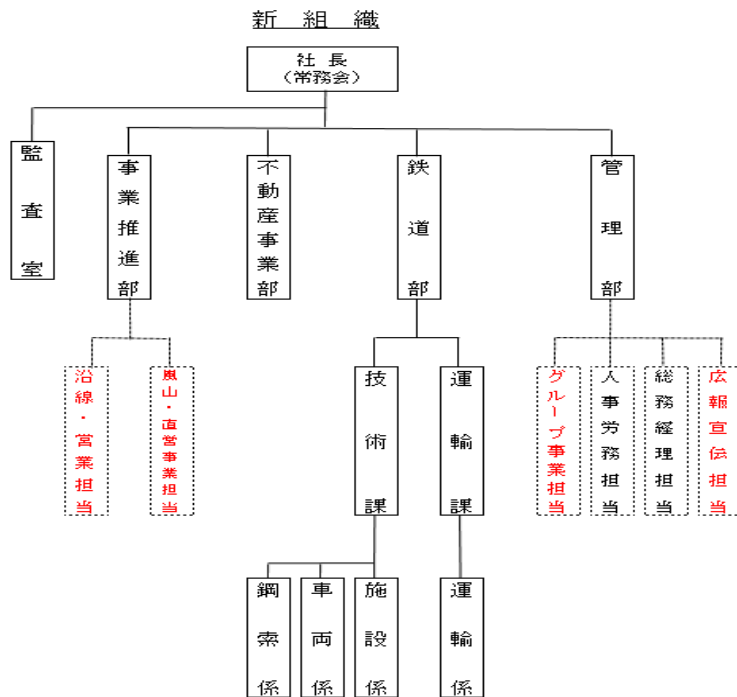 新組織
社長
（常務会）
監査室
事業推進部
不動産事業部
鉄道部
管理部
沿線・営業担当
嵐山・直営事業担当
技術課
運輸課
グループ事業担当
人事労務担当
総務経理担当
広報宣伝担当
鋼索係
車両係
施設係
運輸係